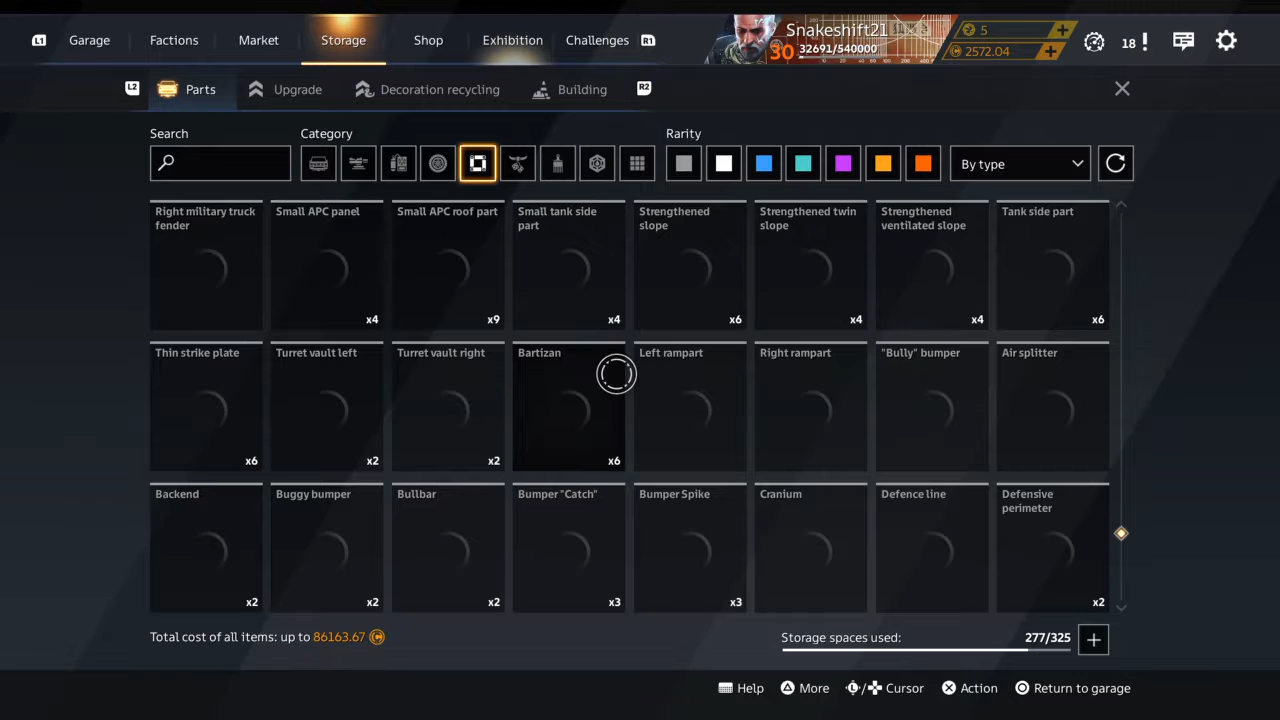 L1 Garage Factions Market Storage Shop Exhibition Challenges R1
Snakeshift21
30 32691/540000
5
2572.04
18 !
L2 Parts Upgrade Decoration recycling Building R2
Search Category Rarity
By type
Right military truck fender
Small APC panel
x4
Small APC roof part
x9
Small tank side part
x4
Strengthened slope
x6
Strengthened twin slope
x4
Strengthened ventilated slope
x4
Tank side part
x6
Thin strike plate
x6
Turret vault left
x2
Turret vault right
x2
Bartizan
x6
Left rampart
Right rampart
"Bully" bumper
Air splitter
Backend
x2
Buggy bumper
x2
Bullbar
x2
Bumper "Catch"
x3
Bumper Spike
x3
Cranium
Defence line
Defensive perimeter
x2
Total cost of all items: up to 86163.67
Storage spaces used: 277/325
Help More L/ Cursor Action Return to garage